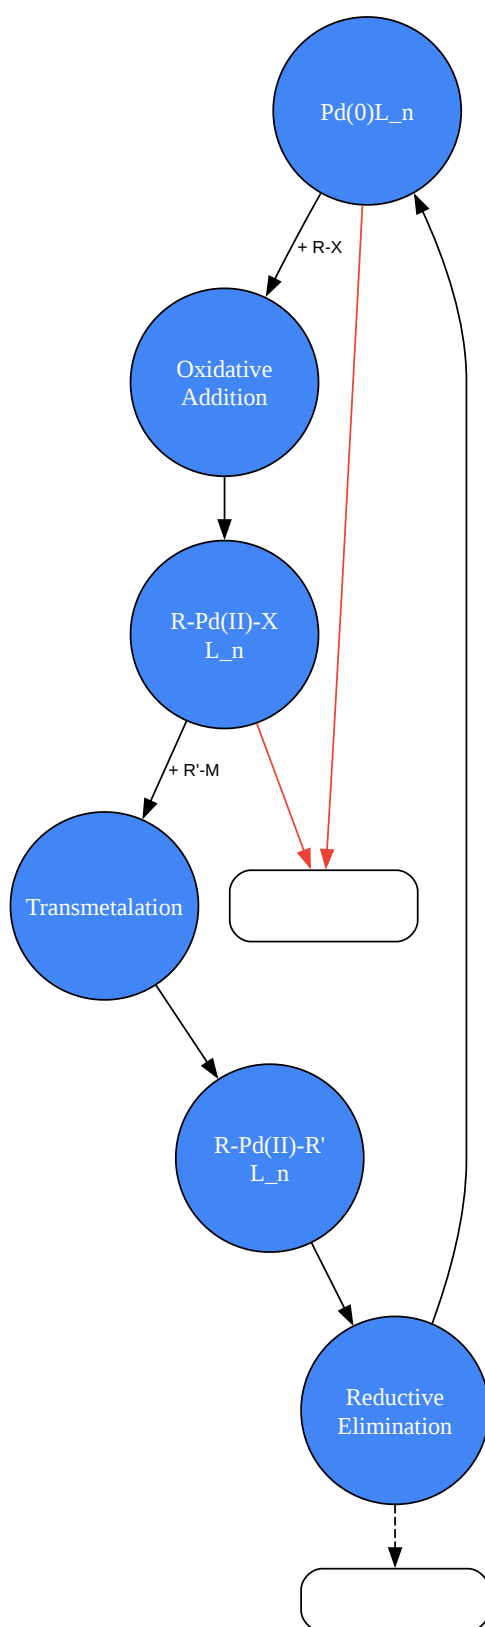 Pd(0)L_n
+ R-X
Oxidative
Addition
R-Pd(II)-X
L_n
+ R'-M
Transmetalation
R-Pd(II)-R'
L_n
Reductive
Elimination